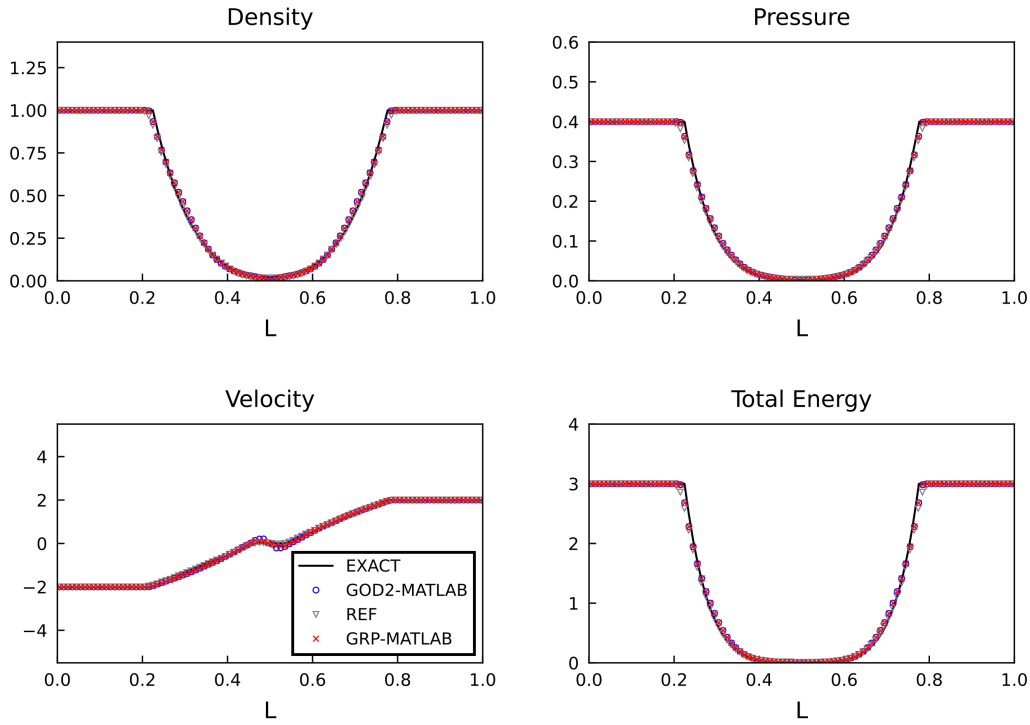 Density
1.25
1.00
0.75
0.50
0.25
0.00
0.0 0.2 0.4 0.6 0.8 1.0
L
Pressure
0.6
0.5
0.4
0.3
0.2
0.1
0.0
0.0 0.2 0.4 0.6 0.8 1.0
L
Velocity
4
2
0
−2
−4
EXACT
GOD2-MATLAB
REF
GRP-MATLAB
0.0 0.2 0.4 0.6 0.8 1.0
L
Total Energy
4
3
2
1
0
0.0 0.2 0.4 0.6 0.8 1.0
L